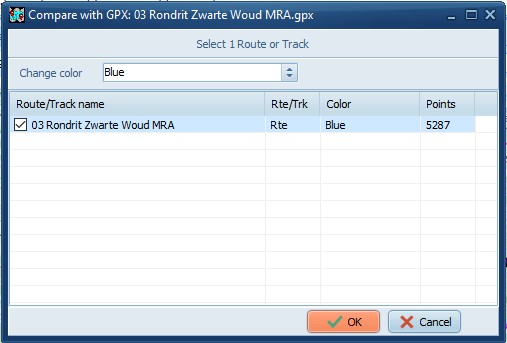 Compare with GPX: 03 Rondrit Zwarte Woud MRA.gpx
Select 1 Route or Track
Change color Blue
Route/Track name Rte/Trk Color Points
03 Rondrit Zwarte Woud MRA Rte Blue 5287
OK Cancel